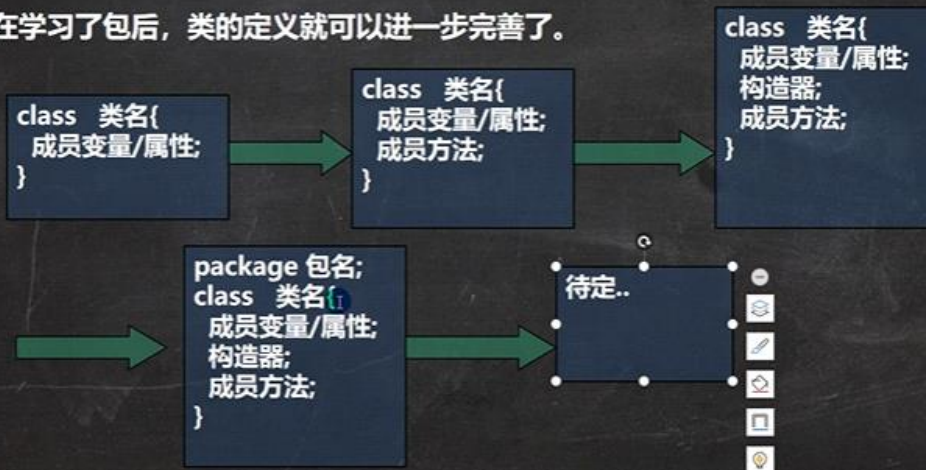 在学习了包后，类的定义就可以进一步完善了。
class 类名{
成员变量/属性;
}
class 类名{
成员变量/属性;
成员方法;
}
class 类名{
成员变量/属性;
构造器;
成员方法;
}
package 包名;
class 类名{
成员变量/属性;
构造器;
成员方法;
}
待定..